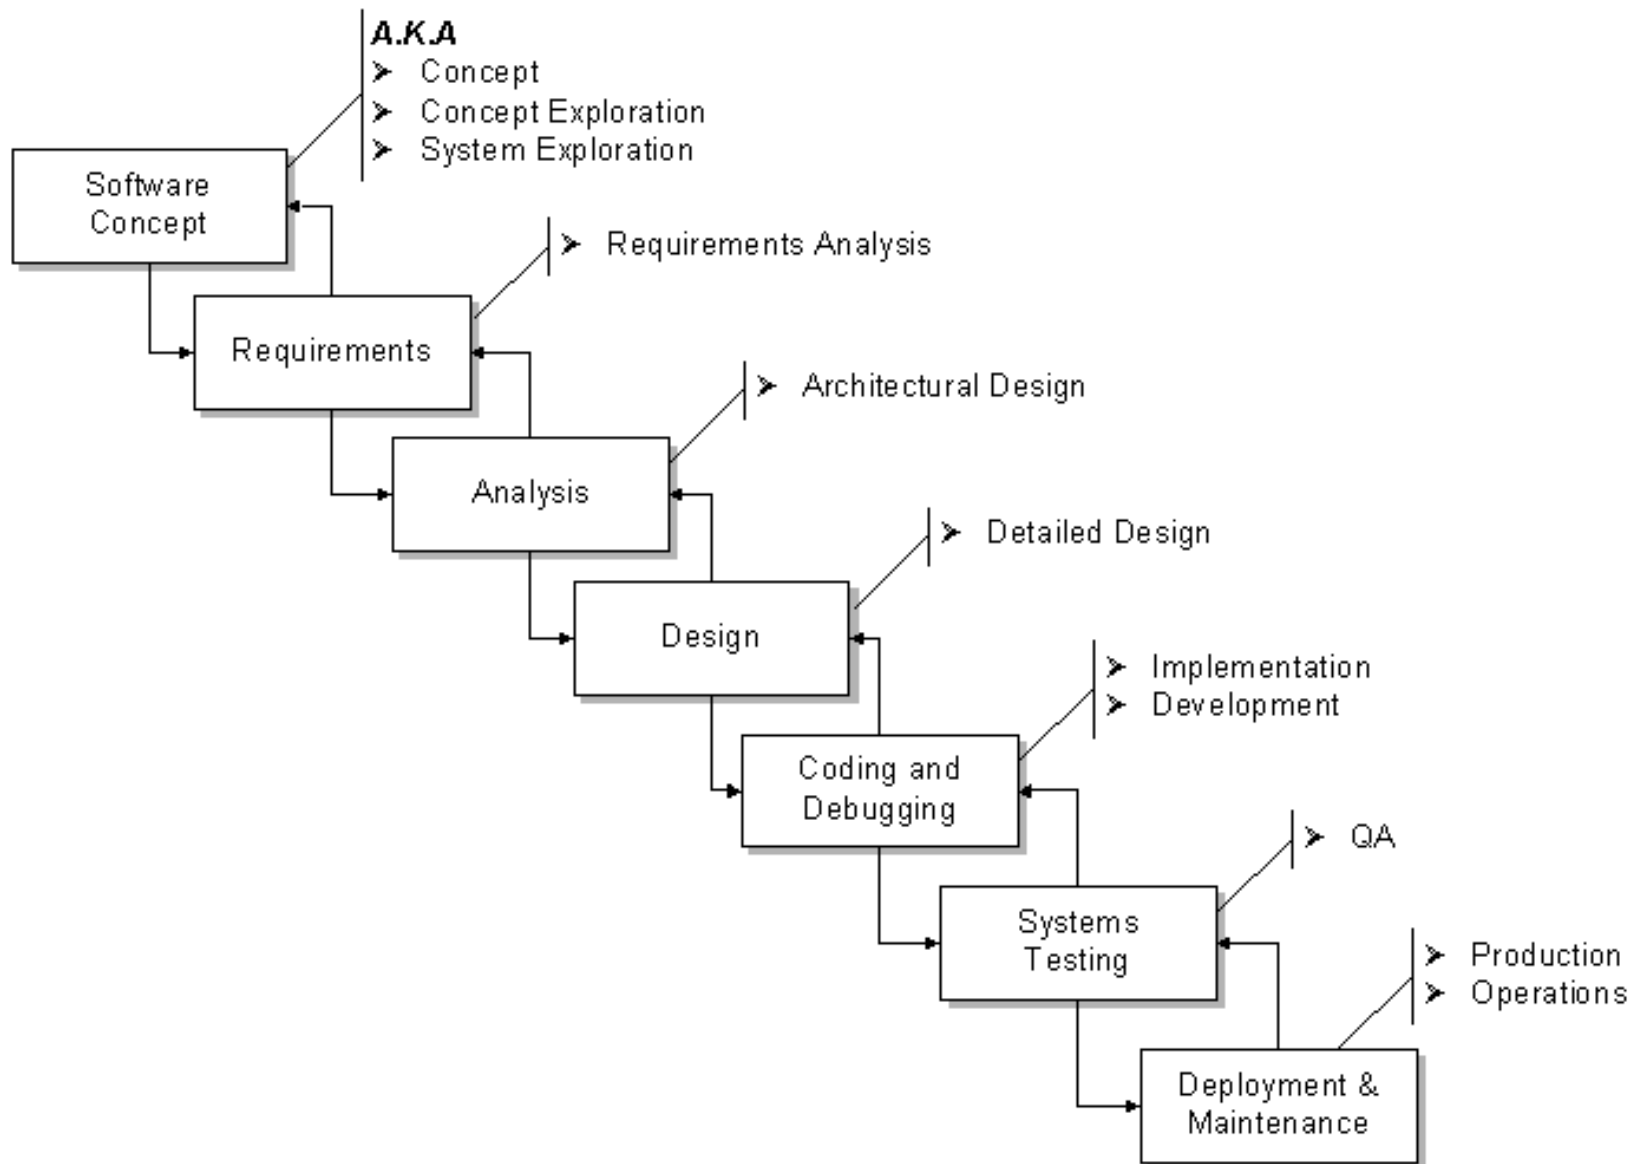 A.K.A
➢ Concept
➢ Concept Exploration
➢ System Exploration
Software
Concept
➢ Requirements Analysis
Requirements
➢ Architectural Design
Analysis
➢ Detailed Design
Design
➢ Implementation
➢ Development
Coding and
Debugging
➢ QA
Systems
Testing
➢ Production
➢ Operations
Deployment &
Maintenance